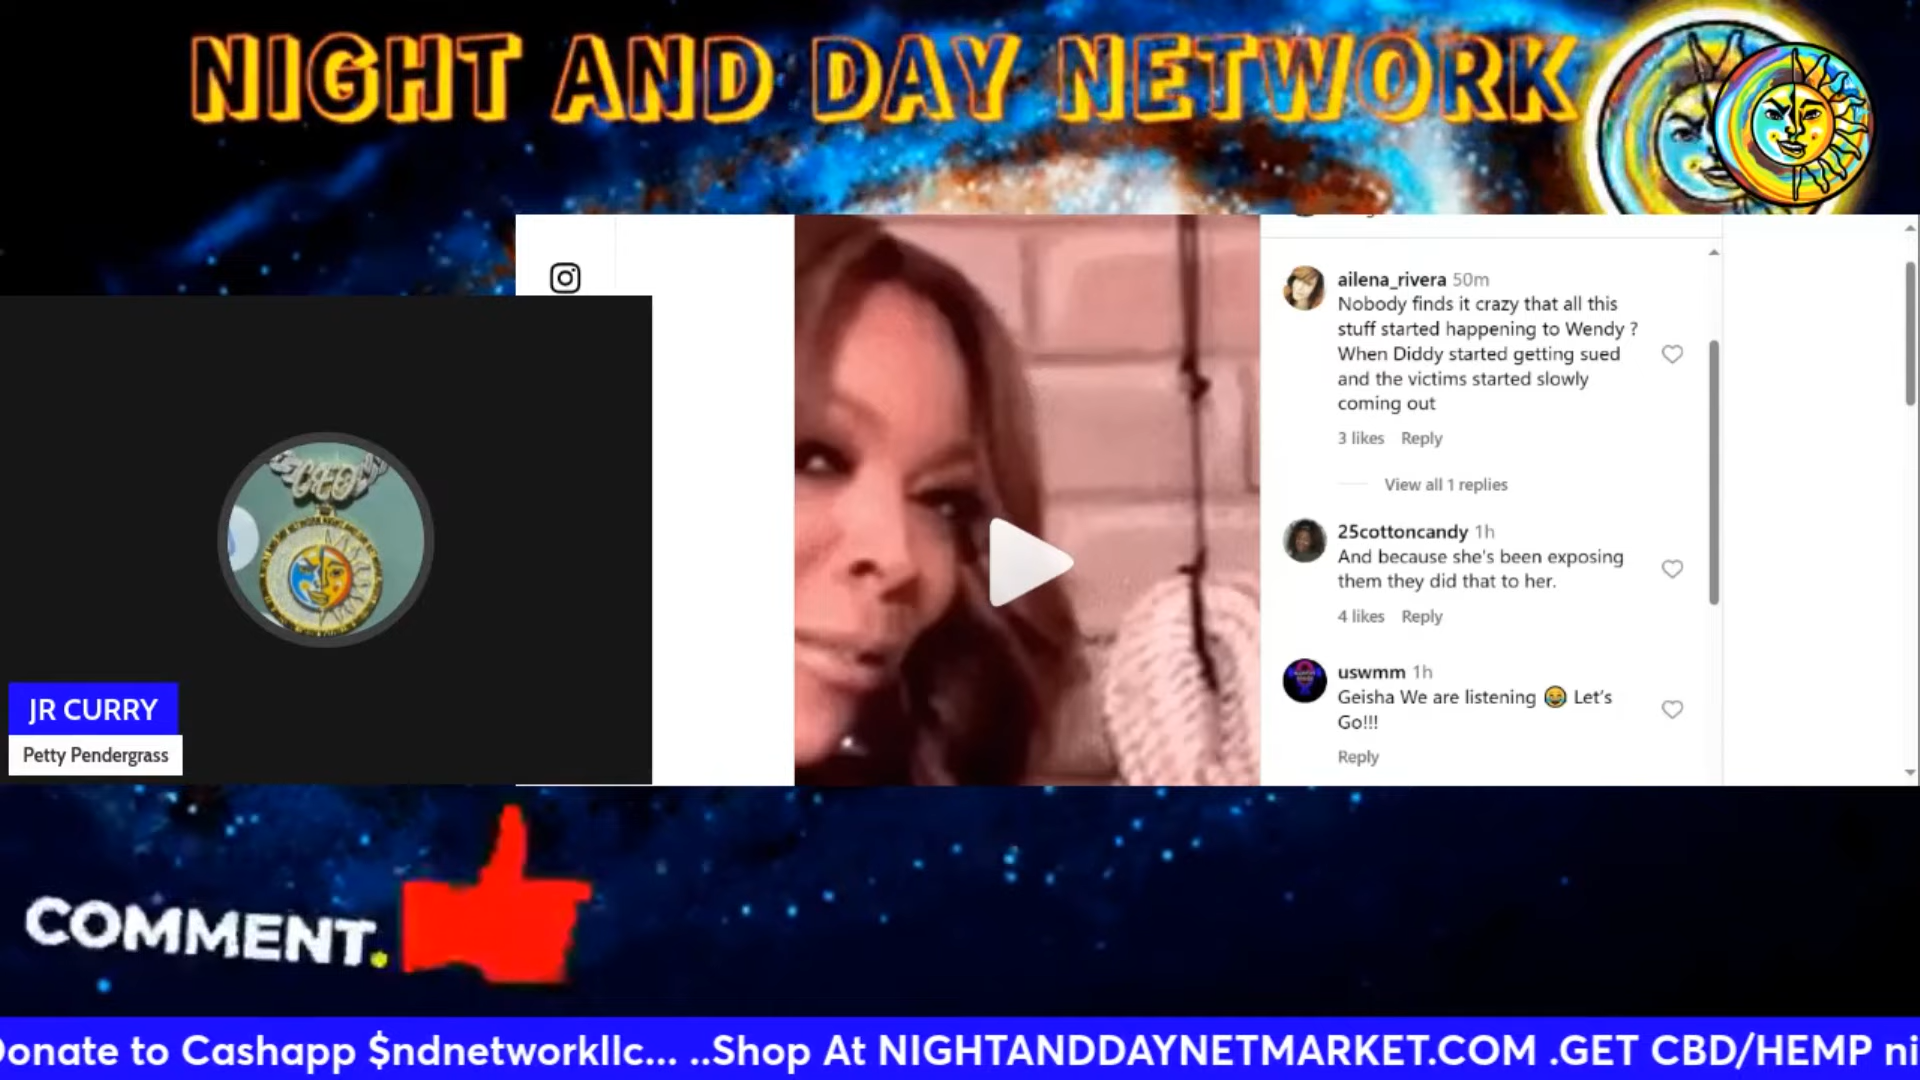 NIGHT AND DAY NETWORK
ailena_rivera 50m
Nobody finds it crazy that all this
stuff started happening to Wendy ?
When Diddy started getting sued
and the victims started slowly
coming out
3 likes Reply
View all 1 replies
25cottoncandy 1h
And because she's been exposing
them they did that to her.
4 likes Reply
uswmm 1h
Geisha We are listening 😂 Let's
Go!!!
Reply
CEO
JR CURRY
Petty Pendergrass
COMMENT.
Donate to Cashapp $ndnetworkllc... ..Shop At NIGHTANDDAYNETMARKET.COM .GET CBD/HEMP ni